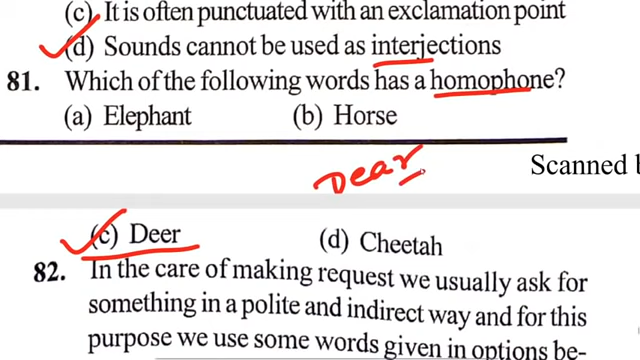 (c) It is often punctuated with an exclamation point
(d) Sounds cannot be used as interjections
81. Which of the following words has a homophone?
(a) Elephant (b) Horse
Dear
Scanned b
(c) Deer (d) Cheetah
82. In the care of making request we usually ask for
something in a polite and indirect way and for this
purpose we use some words given in options be-